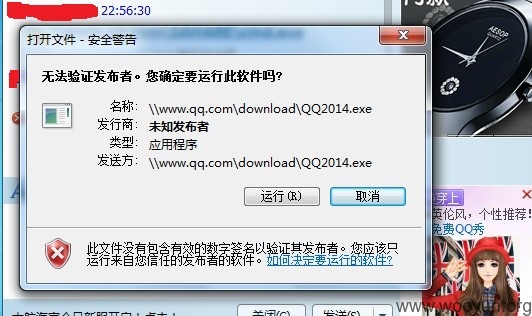 22:56:30
打开文件 - 安全警告
无法验证发布者。您确定要运行此软件吗?
名称: \\www.qq.com\download\QQ2014.exe
发行商: 未知发布者
类型: 应用程序
发送方: \\www.qq.com\download\QQ2014.exe
运行(R)
取消
此文件没有包含有效的数字签名以验证其发布者。您应该只
运行来自您信任的发布者的软件。如何决定要运行的软件?
AESOP
穿上
英伦风，个性推荐!
免费QQ秀
www.wooyun.org
关闭(C)
发送(S)